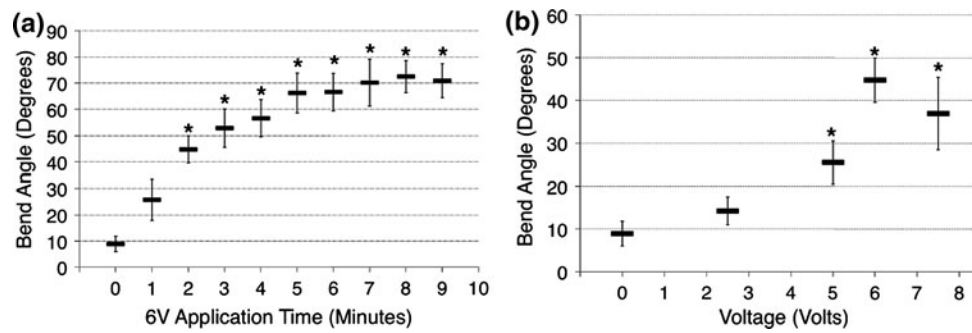 (a)
90
80
70
60
50
40
30
20
10
0
Bend Angle (Degrees)
* * * * * * * *
0 1 2 3 4 5 6 7 8 9 10
6V Application Time (Minutes)
(b)
60
50
40
30
20
10
0
Bend Angle (Degrees)
* * *
0 1 2 3 4 5 6 7 8
Voltage (Volts)